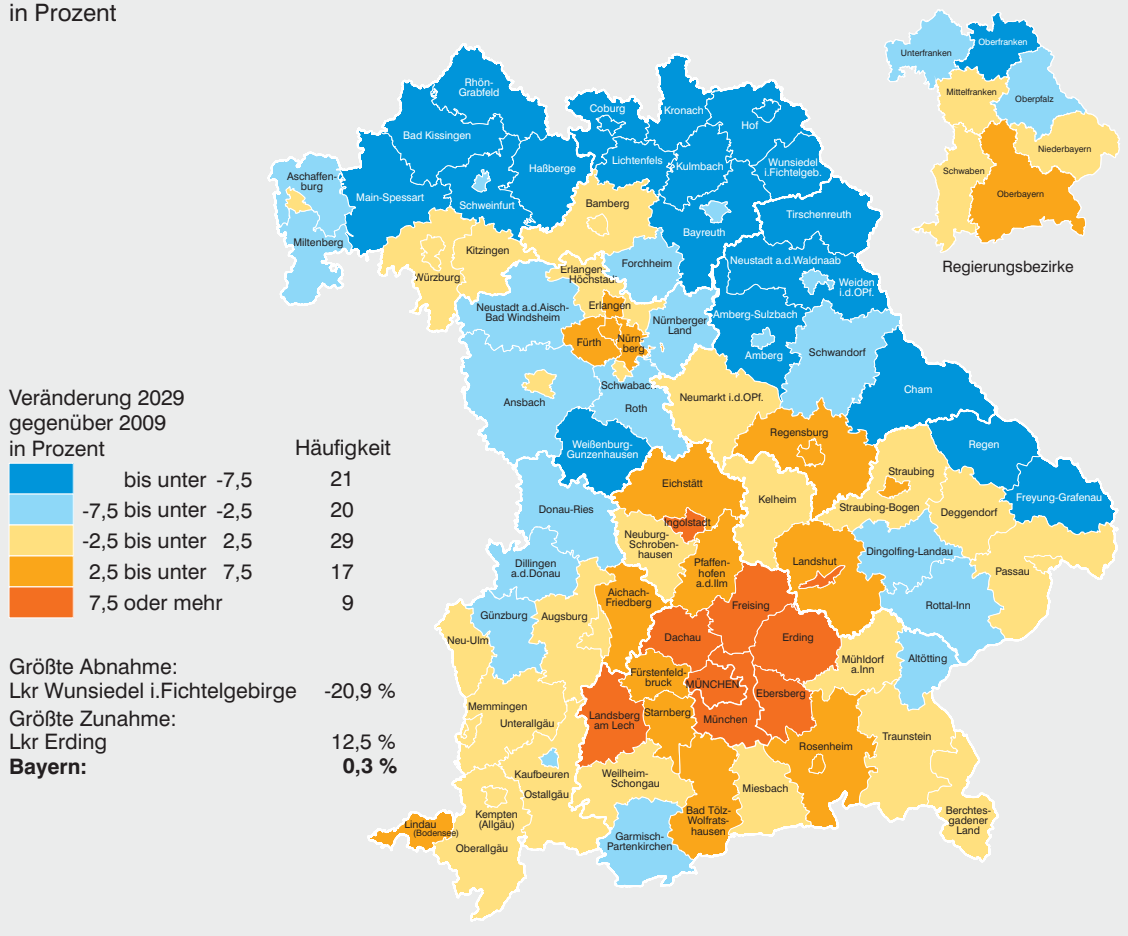 in Prozent
Unterfranken
Oberfranken
Mittelfranken
Oberpfalz
Niederbayern
Schwaben
Oberbayern
Regierungsbezirke
Rhön-
Grabfeld
Coburg
Kronach
Hof
Bad Kissingen
Lichtenfels
Kulmbach
Wunsiedel
i.Fichtelgeb.
Haßberge
Aschaffen-
burg
Main-Spessart
Schweinfurt
Bamberg
Bayreuth
Tirschenreuth
Miltenberg
Kitzingen
Würzburg
Forchheim
Neustadt a.d.Waldnaab
Weiden
i.d.OPf.
Erlangen-
Höchstadt
Erlangen
Neustadt a.d.Aisch-
Bad Windsheim
Nürnberger
Land
Amberg-Sulzbach
Amberg
Fürth
Nürn-
berg
Schwandorf
Schwabach
Roth
Ansbach
Neumarkt i.d.OPf.
Cham
Weißenburg-
Gunzenhausen
Regensburg
Regen
Straubing
Freyung-Grafenau
Eichstätt
Kelheim
Straubing-Bogen
Deggendorf
Donau-Ries
Ingolstadt
Neuburg-
Schroben-
hausen
Pfaffen-
hofen
a.d.Ilm
Landshut
Dingolfing-Landau
Passau
Dillingen
a.d.Donau
Aichach-
Friedberg
Freising
Rottal-Inn
Günzburg
Augsburg
Neu-Ulm
Dachau
Erding
Mühldorf
a.Inn
Altötting
Fürstenfeld-
bruck
MÜNCHEN
Ebersberg
Memmingen
Unterallgäu
Landsberg
am Lech
Starnberg
München
Rosenheim
Traunstein
Kaufbeuren
Ostallgäu
Weilheim-
Schongau
Miesbach
Kempten
(Allgäu)
Lindau
(Bodensee)
Oberallgäu
Bad Tölz-
Wolfrats-
hausen
Garmisch-
Partenkirchen
Berchtes-
gadener
Land
Veränderung 2029
gegenüber 2009
in Prozent Häufigkeit
bis unter -7,5 21
-7,5 bis unter -2,5 20
-2,5 bis unter 2,5 29
2,5 bis unter 7,5 17
7,5 oder mehr 9
Größte Abnahme:
Lkr Wunsiedel i.Fichtelgebirge -20,9 %
Größte Zunahme:
Lkr Erding 12,5 %
Bayern: 0,3 %